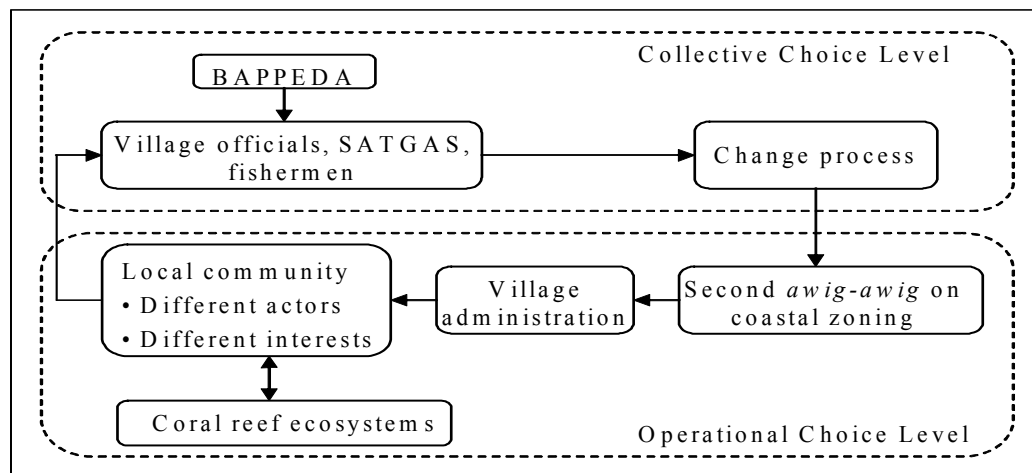 Collective Choice Level
BAPPEDA
Village officials, SATGAS,
fishermen
Change process
Local community
• Different actors
• Different interests
Village
administration
Second awig-awig on
coastal zoning
Coral reef ecosystems
Operational Choice Level